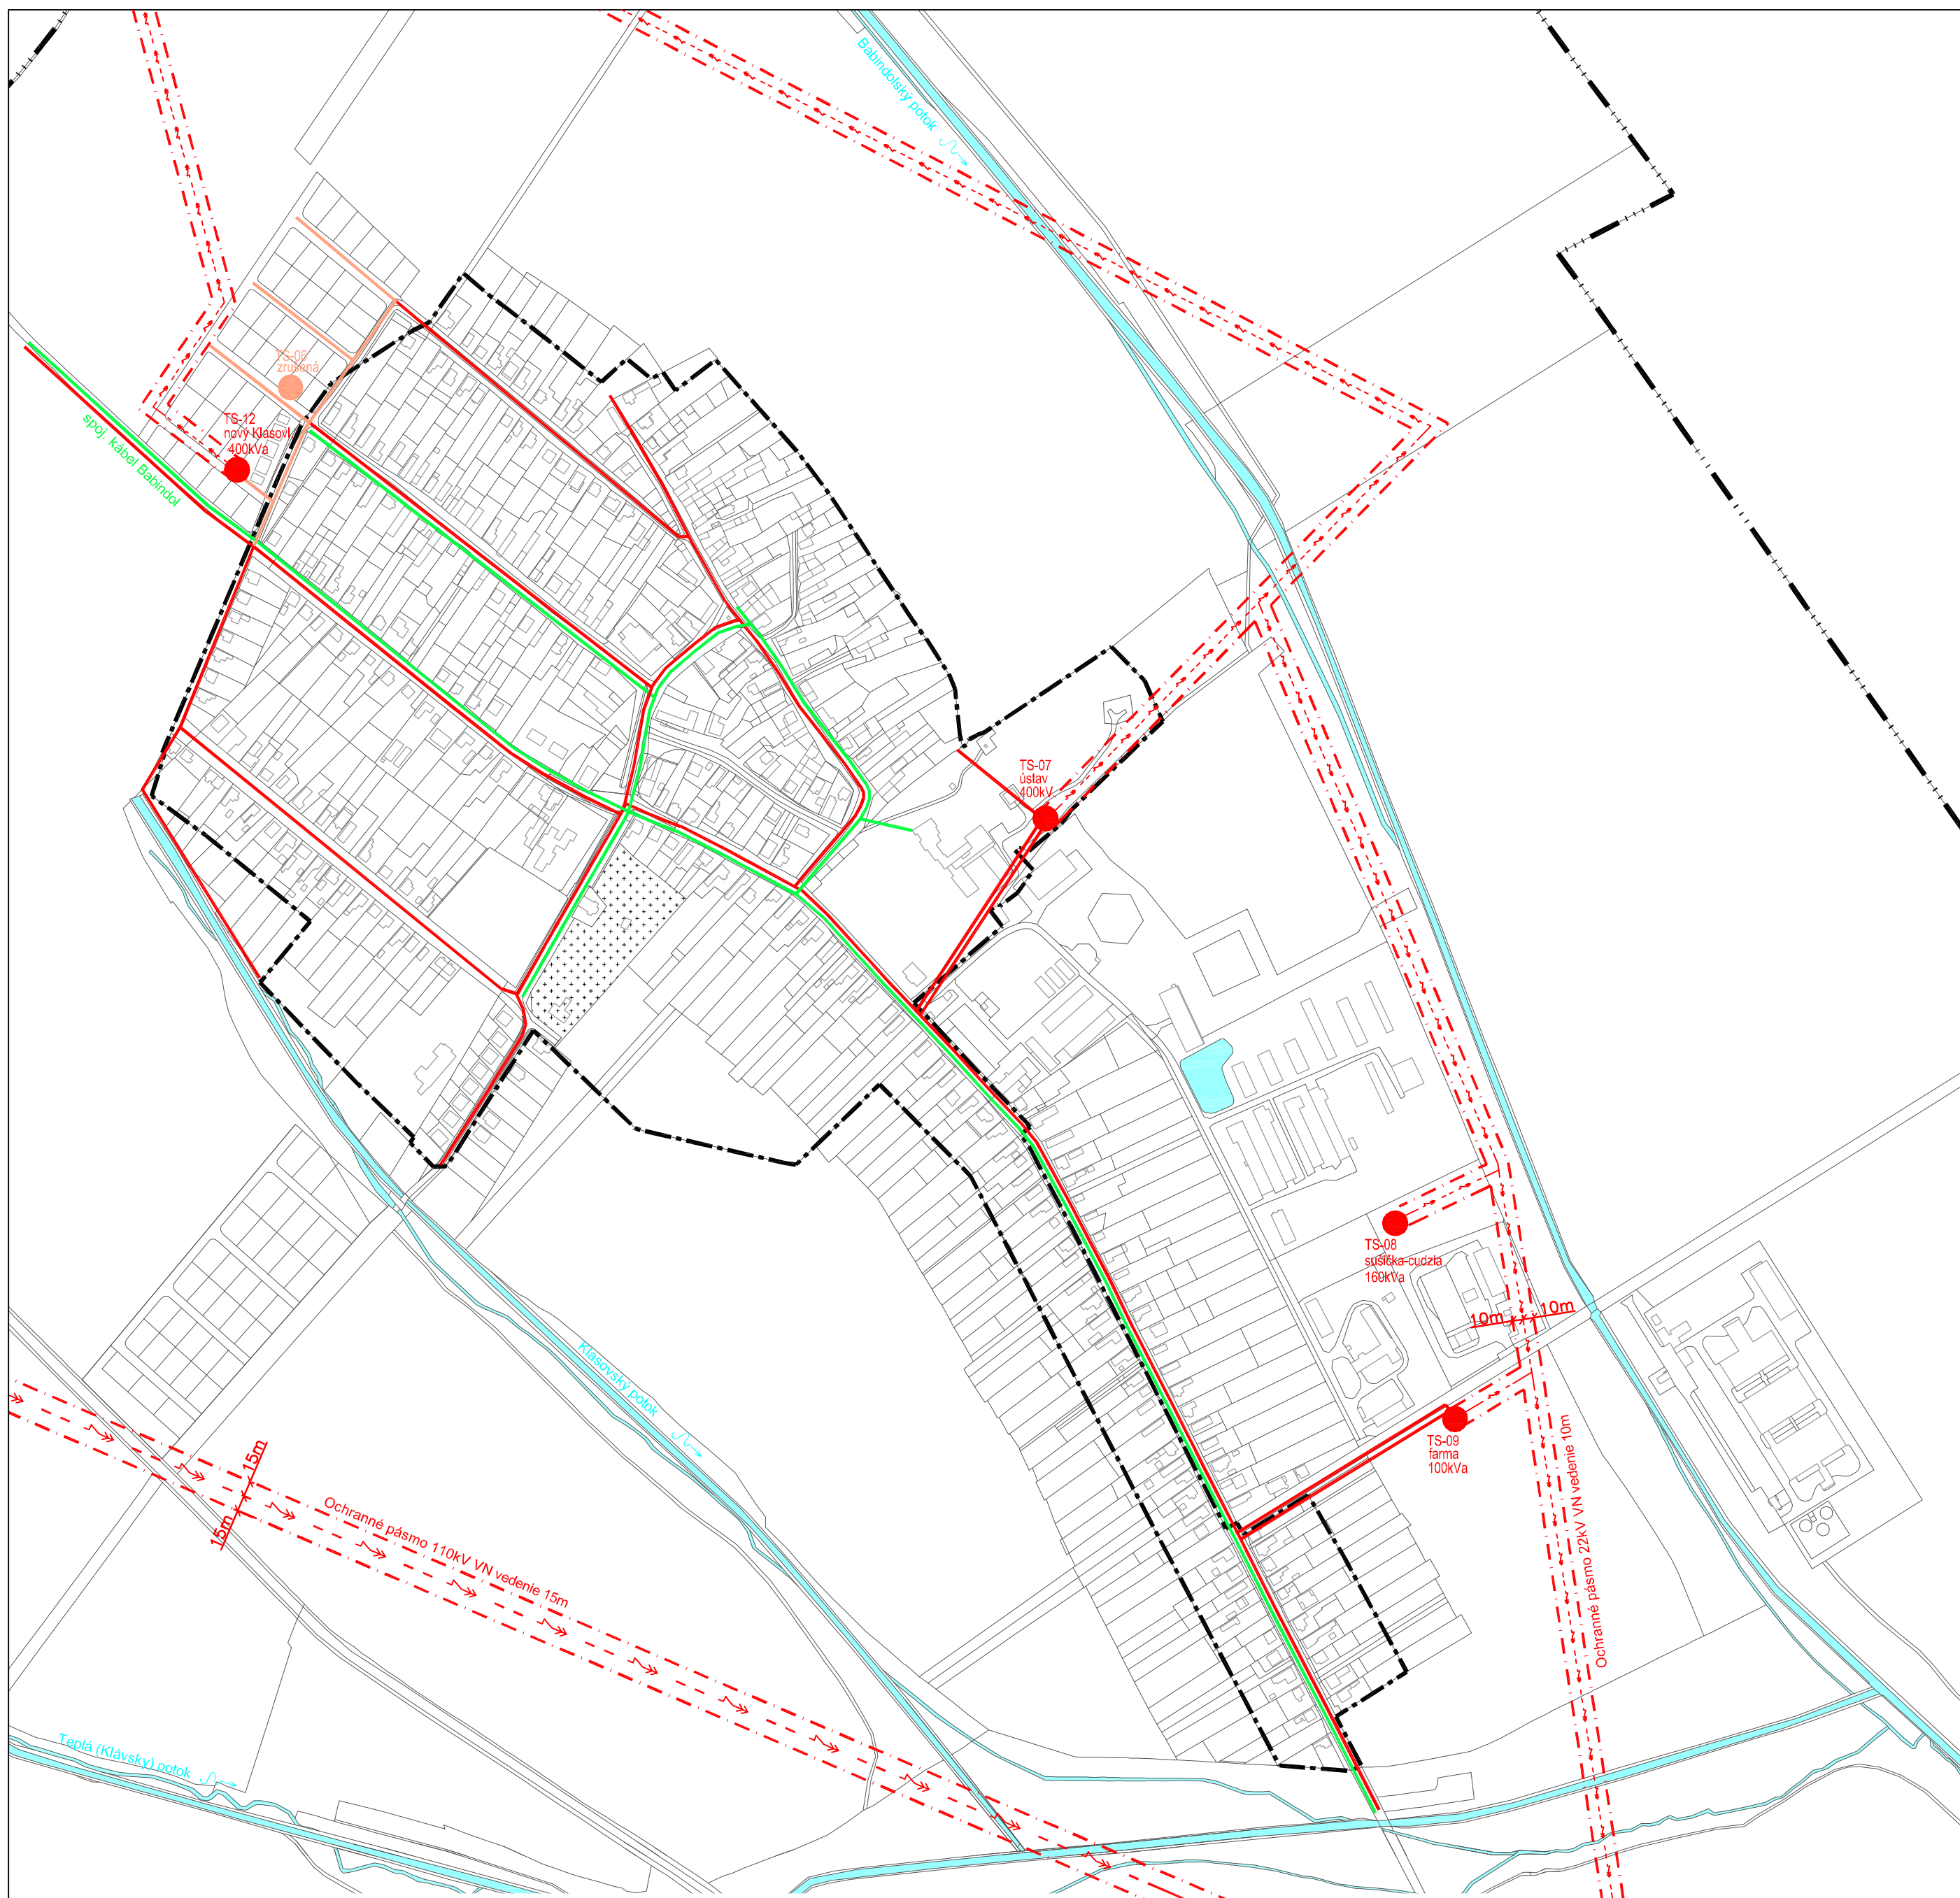 Babindolský potok
TS-06
zrušená
TS-12
nový Klasovl.
400kVa
spoj. kábel Babindol
TS-07
ústav
400kV
TS-08
sušička-cudzia
160kVa
10m
10m
TS-09
farma
100kVa
Klasovský potok
Ochranné pásmo 22kV VN vedenie 10m
15m
15m
Ochranné pásmo 110kV VN vedenie 15m
Teplá (Klávsky) potok